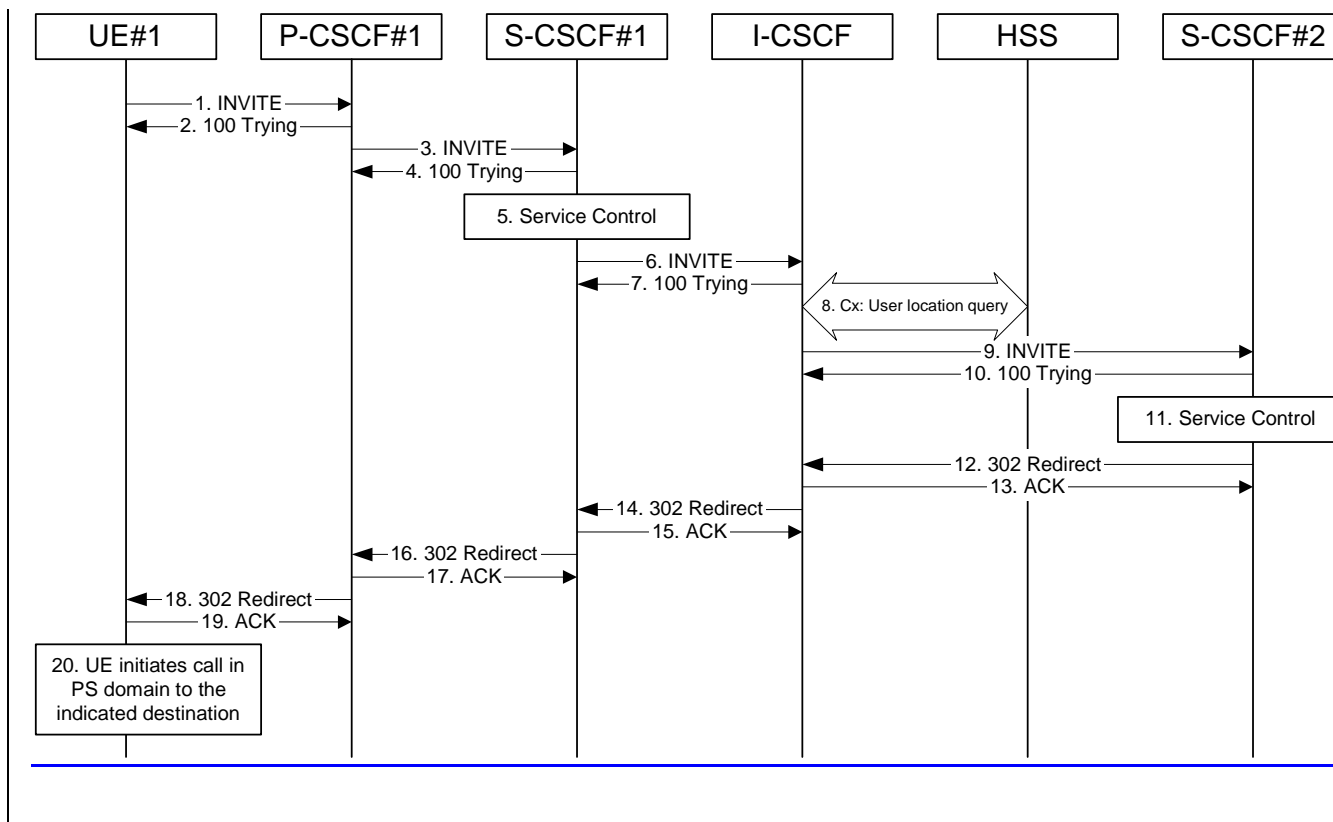 UE#1
P-CSCF#1
S-CSCF#1
I-CSCF
HSS
S-CSCF#2
1. INVITE
2. 100 Trying
3. INVITE
4. 100 Trying
5. Service Control
6. INVITE
7. 100 Trying
8. Cx: User location query
9. INVITE
10. 100 Trying
11. Service Control
12. 302 Redirect
13. ACK
14. 302 Redirect
15. ACK
16. 302 Redirect
17. ACK
18. 302 Redirect
19. ACK
20. UE initiates call in
PS domain to the
indicated destination